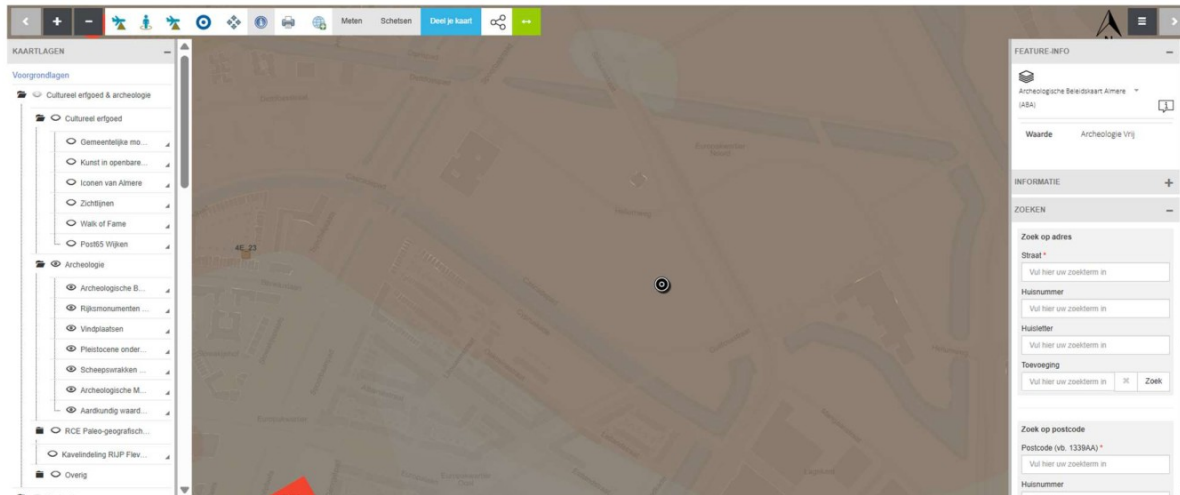 Meten Schetsen Deel je kaart
KAARTLAGEN
Voorgrondlagen
Cultureel erfgoed & archeologie
Cultureel erfgoed
Gemeentelijke mo...
Kunst in openbare...
Iconen van Almere
Zichtlijnen
Walk of Fame
Post65 Wijken
Archeologie
Archeologische B...
Rijksmonumenten ...
Vindplaatsen
Pleistocene onder...
Scheepswrakken ...
Archeologische M...
Aardkundig waard...
RCE Paleo-geografisch...
Kavelindeling RIJP Flev...
Overig
4E_23
FEATURE-INFO
Archeologische Beleidskaart Almere
(ABA)
Waarde Archeologie Vrij
INFORMATIE
ZOEKEN
Zoek op adres
Straat *
Vul hier uw zoekterm in
Huisnummer
Vul hier uw zoekterm in
Huisletter
Vul hier uw zoekterm in
Toevoeging
Vul hier uw zoekterm in Zoek
Zoek op postcode
Postcode (vb. 1339AA) *
Vul hier uw zoekterm in
Huisnummer